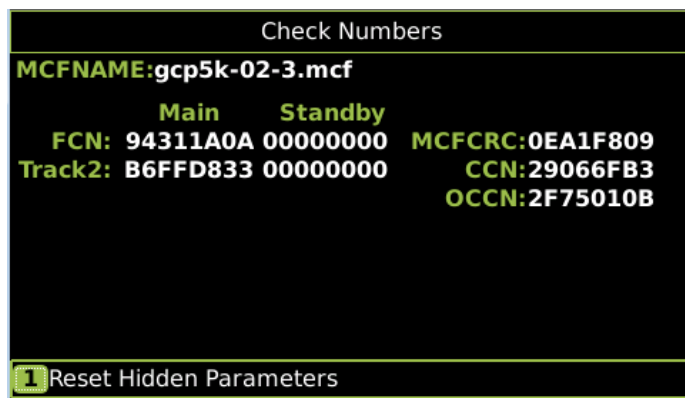 Check Numbers
MCFNAME:gcp5k-02-3.mcf
Main Standby
FCN: 94311A0A 00000000 MCFCRC:0EA1F809
Track2: B6FFD833 00000000 CCN:29066FB3
OCCN:2F75010B
1 Reset Hidden Parameters